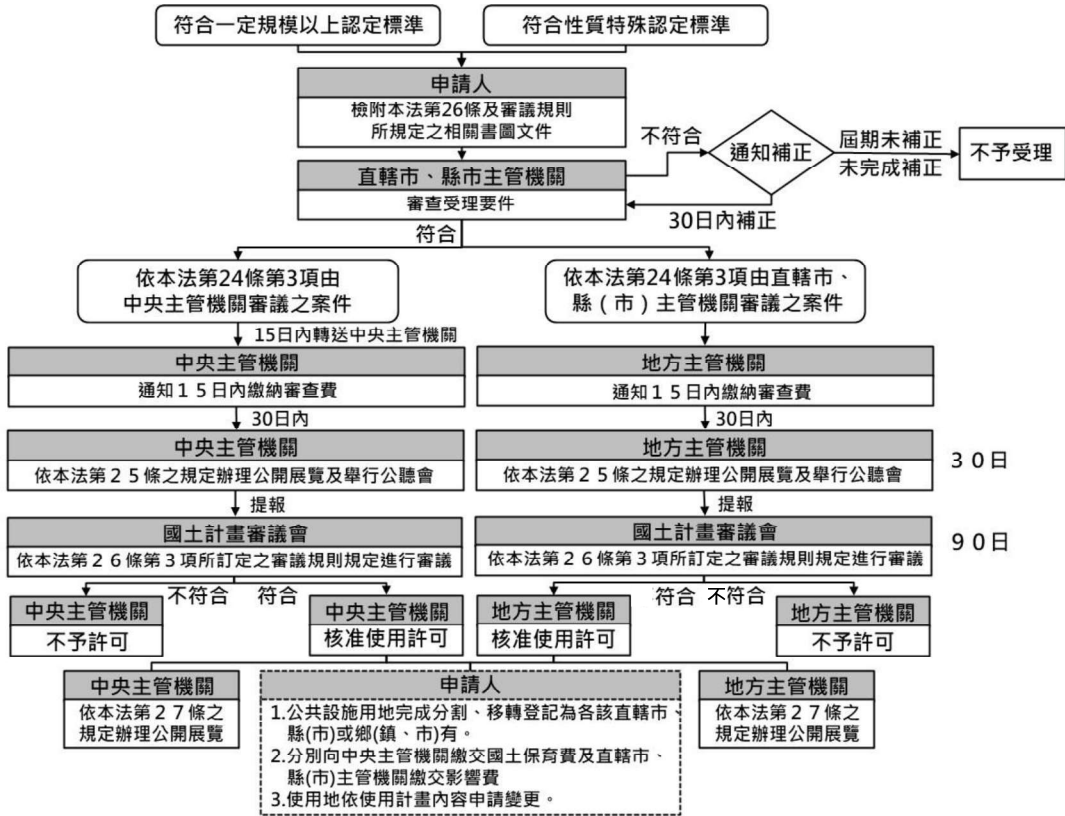 符合一定規模以上認定標準
符合性質特殊認定標準
申請人
檢附本法第26條及審議規則
所規定之相關書圖文件
不符合
通知補正
屆期未補正
未完成補正
不予受理
直轄市、縣市主管機關
審查受理要件
30日內補正
符合
依本法第24條第3項由
中央主管機關審議之案件
依本法第24條第3項由直轄市、
縣（市）主管機關審議之案件
15日內轉送中央主管機關
中央主管機關
通知１５日內繳納審查費
地方主管機關
通知１５日內繳納審查費
30日內
30日內
中央主管機關
依本法第２５條之規定辦理公開展覽及舉行公聽會
地方主管機關
依本法第２５條之規定辦理公開展覽及舉行公聽會
３０日
提報
提報
國土計畫審議會
依本法第２６條第３項所訂定之審議規則規定進行審議
國土計畫審議會
依本法第２６條第３項所訂定之審議規則規定進行審議
９０日
不符合
符合
符合
不符合
中央主管機關
不予許可
中央主管機關
核准使用許可
地方主管機關
核准使用許可
地方主管機關
不予許可
中央主管機關
依本法第２７條之
規定辦理公開展覽
申請人
1.公共設施用地完成分割、移轉登記為各該直轄市、
縣(市)或鄉(鎮、市)有。
2.分別向中央主管機關繳交國土保育費及直轄市、
縣(市)主管機關繳交影響費
3.使用地依使用計畫內容申請變更。
地方主管機關
依本法第２７條之
規定辦理公開展覽